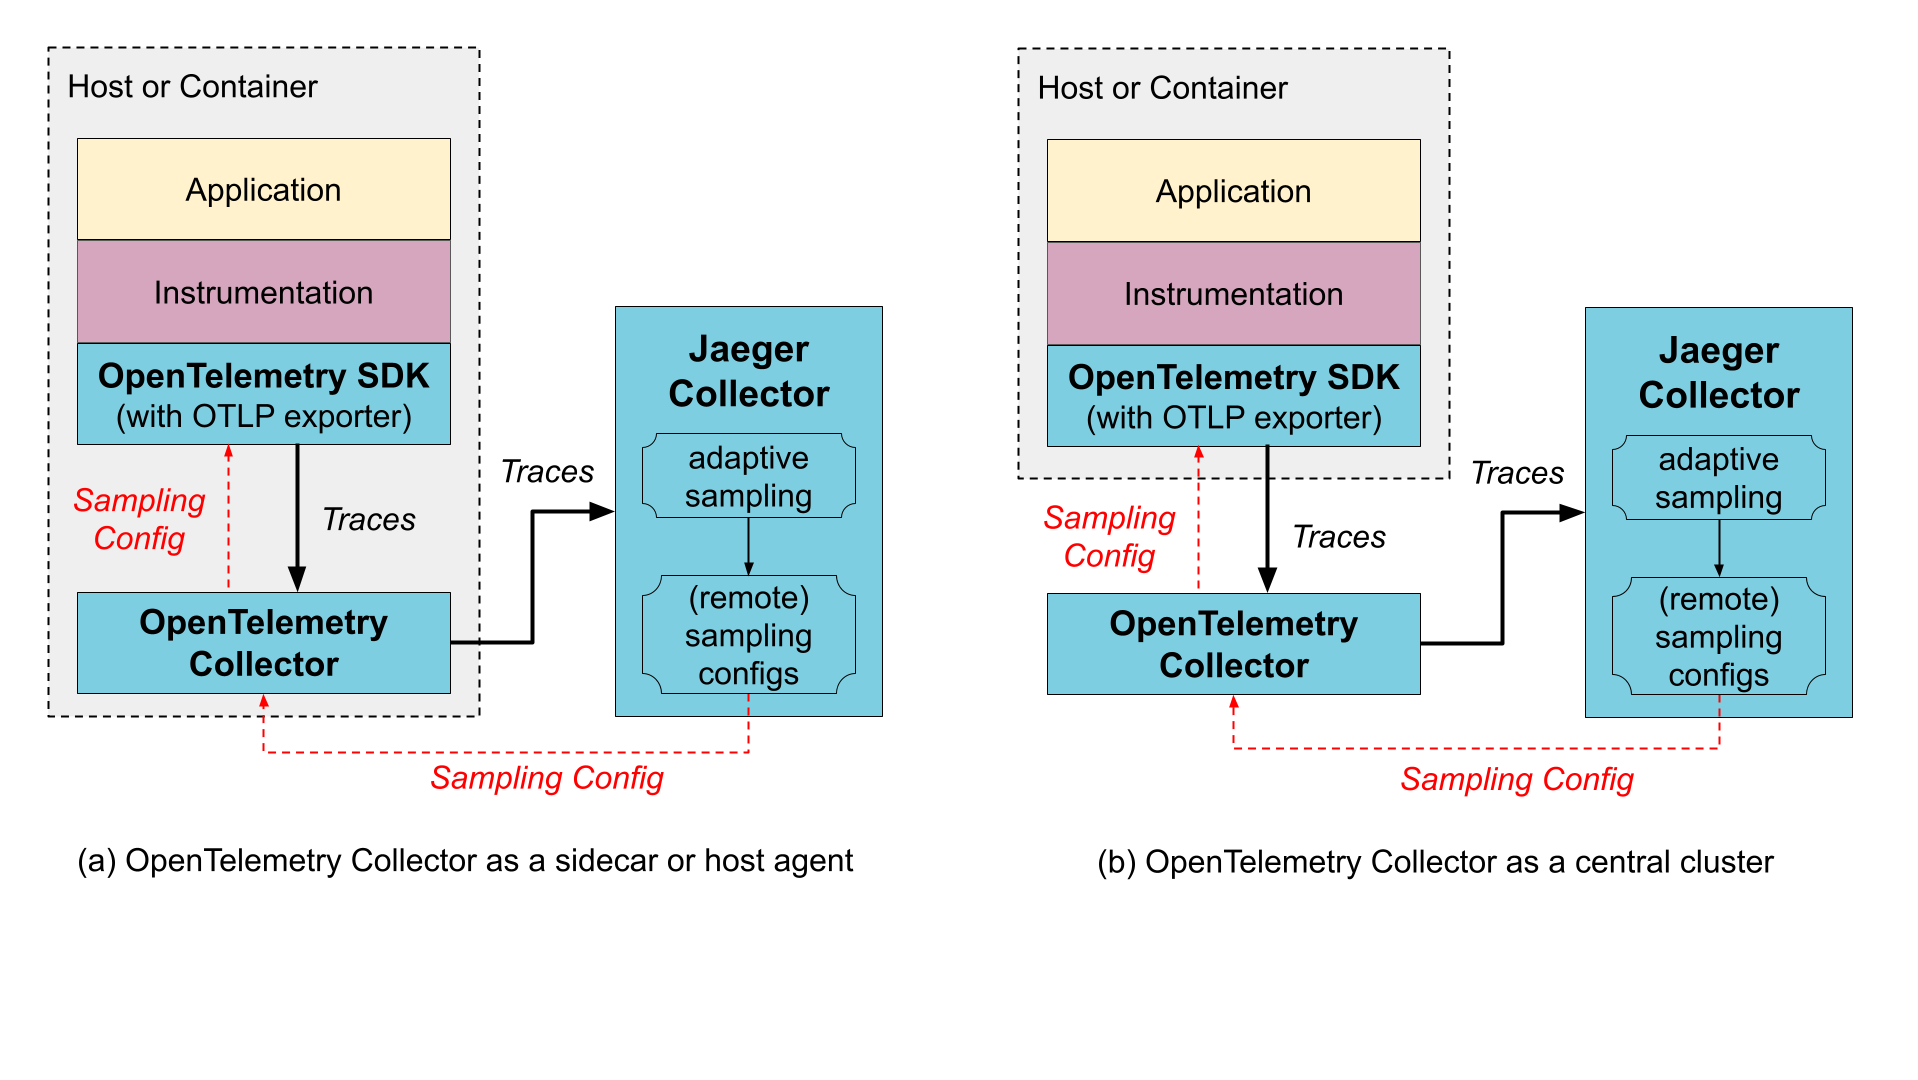 Host or Container
Application
Instrumentation
OpenTelemetry SDK
(with OTLP exporter)
Sampling
Config
Traces
OpenTelemetry
Collector
Traces
Jaeger
Collector
adaptive
sampling
(remote)
sampling
configs
Sampling Config
(a) OpenTelemetry Collector as a sidecar or host agent
Host or Container
Application
Instrumentation
OpenTelemetry SDK
(with OTLP exporter)
Sampling
Config
Traces
OpenTelemetry
Collector
Traces
Jaeger
Collector
adaptive
sampling
(remote)
sampling
configs
Sampling Config
(b) OpenTelemetry Collector as a central cluster